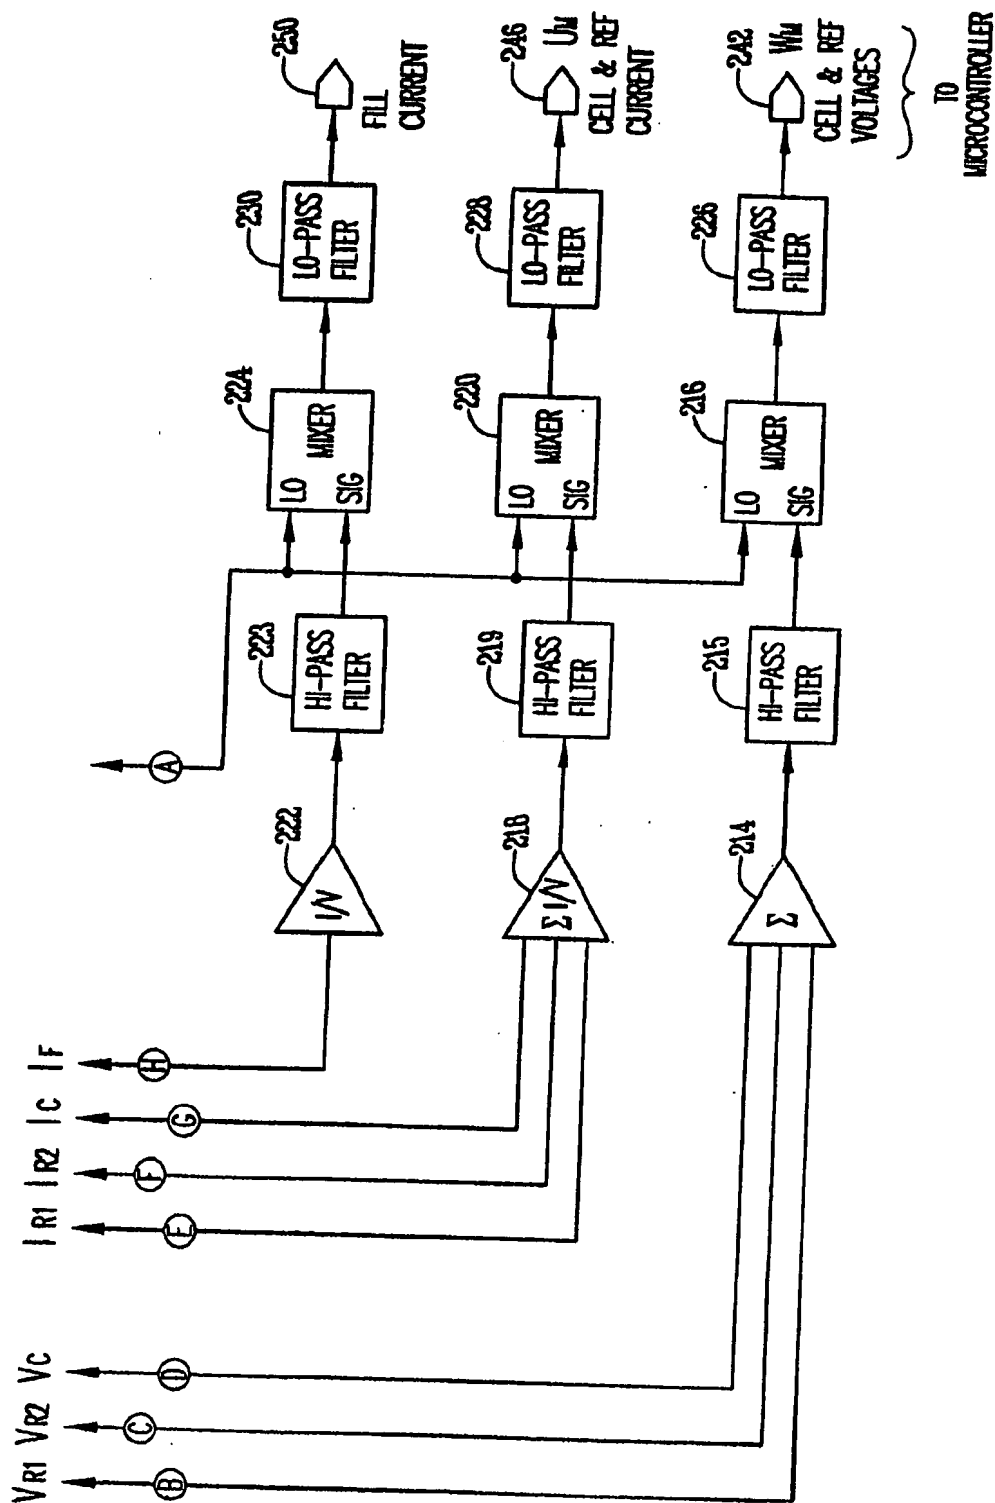 250
FILL
CURRENT
246
UM
CELL & REF
CURRENT
242
WM
CELL & REF
VOLTAGES
TO
MICROCONTROLLER
230
LO-PASS
FILTER
228
LO-PASS
FILTER
226
LO-PASS
FILTER
224
MIXER
LO
SIG
220
MIXER
LO
SIG
216
MIXER
LO
SIG
223
HI-PASS
FILTER
219
HI-PASS
FILTER
215
HI-PASS
FILTER
A
222
I/V
218
Σ I/V
214
Σ
IF
H
IC
G
IR2
F
IR1
E
VC
D
VR2
C
VR1
B